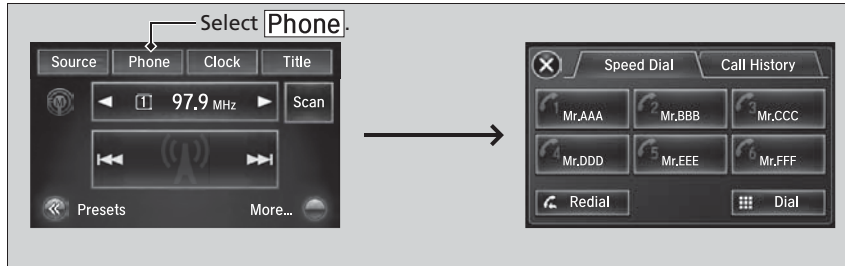 Select Phone.
Source Phone Clock Title
1 97.9 MHz Scan
Presets More...
Speed Dial Call History
1 Mr.AAA 2 Mr.BBB 3 Mr.CCC
4 Mr.DDD 5 Mr.EEE 6 Mr.FFF
Redial Dial